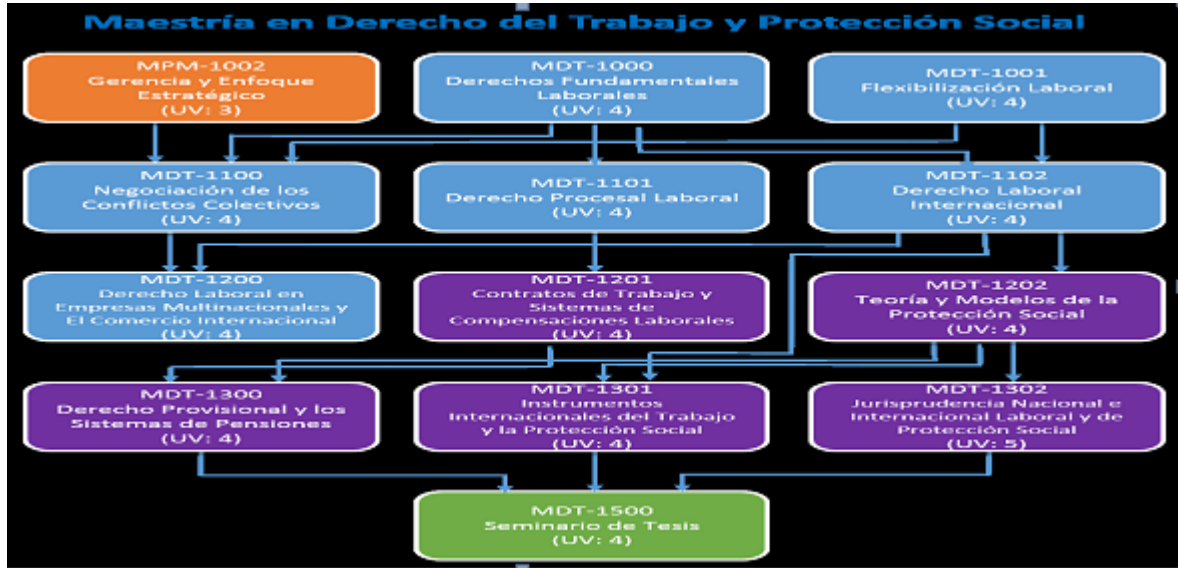 Maestría en Derecho del Trabajo y Protección Social
MPM-1002
Gerencia y Enfoque
Estratégico
(UV: 3)
MDT-1000
Derechos Fundamentales
Laborales
(UV: 4)
MDT-1001
Flexibilización Laboral
(UV: 4)
MDT-1100
Negociación de los
Conflictos Colectivos
(UV: 4)
MDT-1101
Derecho Procesal Laboral
(UV: 4)
MDT-1102
Derecho Laboral
Internacional
(UV: 4)
MDT-1200
Derecho Laboral en
Empresas Multinacionales y
El Comercio Internacional
(UV: 4)
MDT-1201
Contratos de Trabajo y
Sistemas de
Compensaciones Laborales
(UV: 4)
MDT-1202
Teoría y Modelos de la
Protección Social
(UV: 4)
MDT-1300
Derecho Provisional y los
Sistemas de Pensiones
(UV: 4)
MDT-1301
Instrumentos
Internacionales del Trabajo
y la Protección Social
(UV: 4)
MDT-1302
Jurisprudencia Nacional e
Internacional Laboral y de
Protección Social
(UV: 5)
MDT-1500
Seminario de Tesis
(UV: 4)